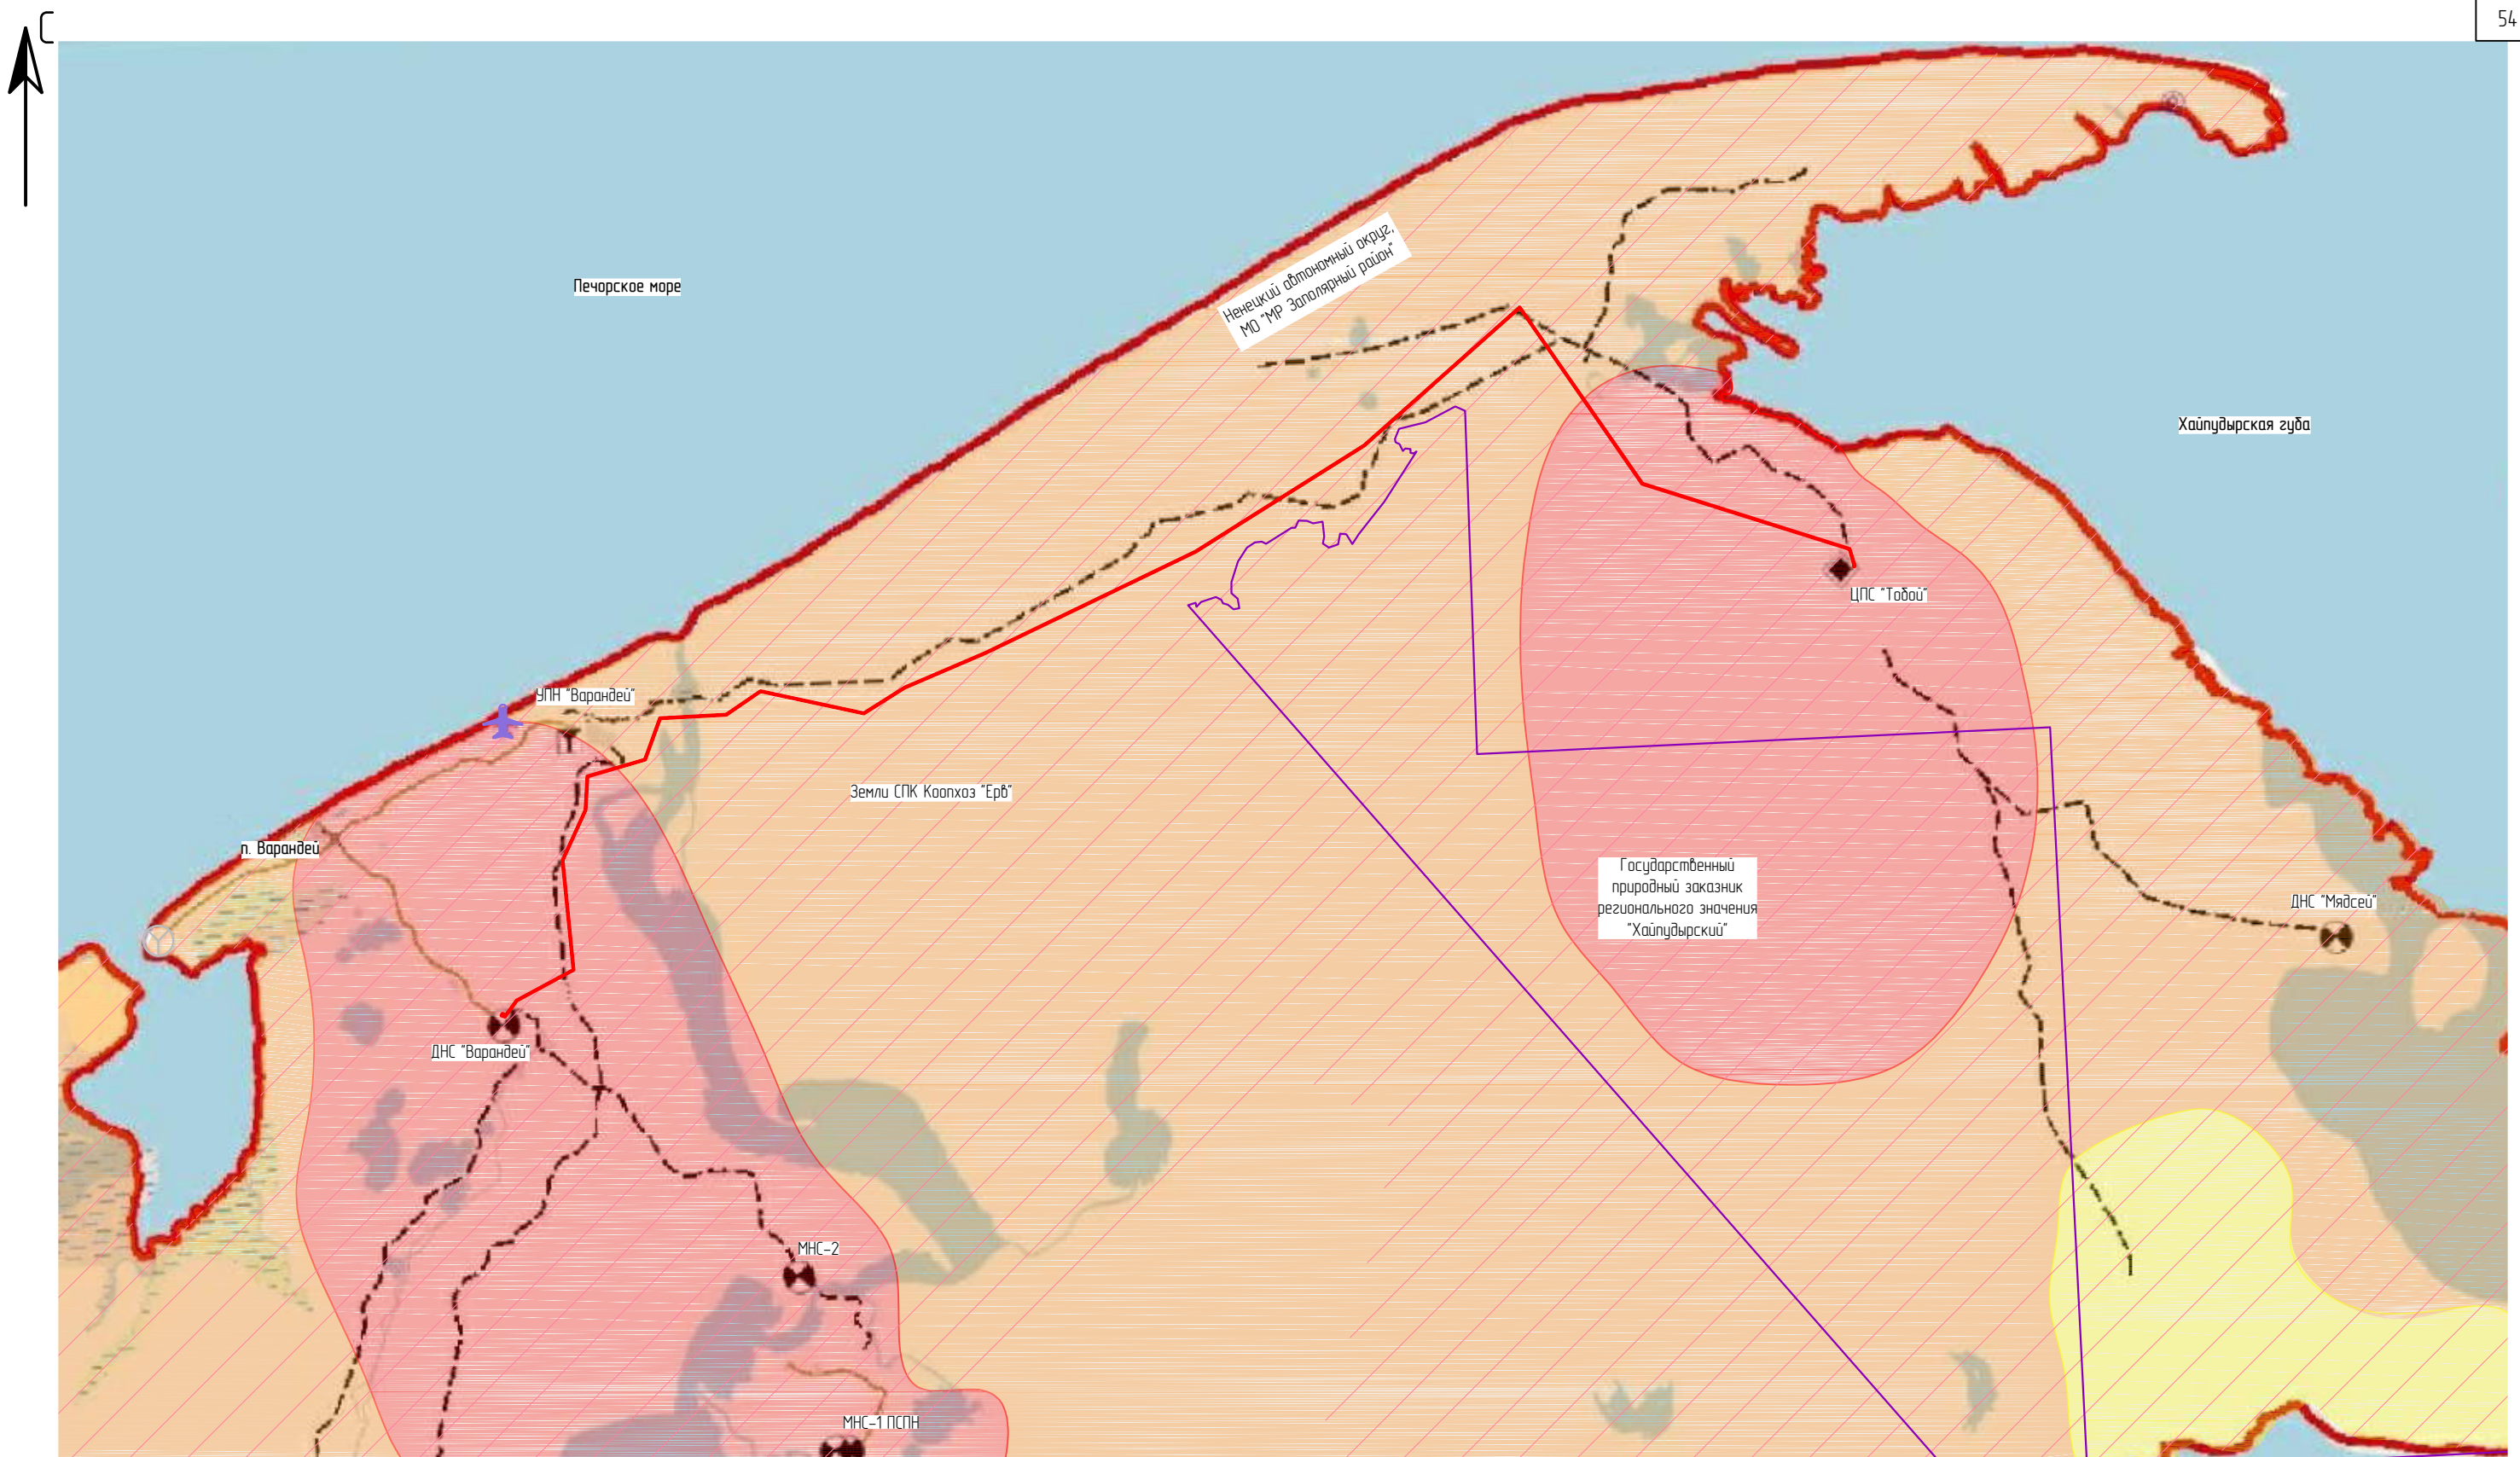 54
Ненецкий автономный округ,
МО "МР Заполярный район"
Печорское море
Хайпудырская губа
ЦПС "Тобой"
УПН "Варандей"
Земли СПК Коопхоз "Ерв"
п. Варандей
Государственный
природный заказник
регионального значения
"Хайпудырский"
ДНС "Мядсей"
ДНС "Варандей"
МНС-2
МНС-1 ПСПН